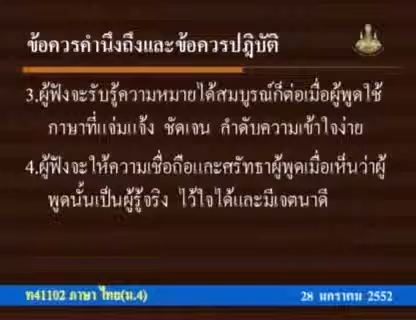 ข้อควรคำนึงถึงและข้อควรปฏิบัติ
3.ผู้ฟังจะรับรู้ความหมายได้สมบูรณ์ก็ต่อเมื่อผู้พูดใช้
ภาษาที่แจ่มแจ้ง ชัดเจน ลำดับความเข้าใจง่าย
4.ผู้ฟังจะให้ความเชื่อถือและศรัทธาผู้พูดเมื่อเห็นว่าผู้
พูดนั้นเป็นผู้รู้จริง ไว้ใจได้และมีเจตนาดี
ท41102 ภาษา ไทย(ม.4)
28 มกราคม 2552